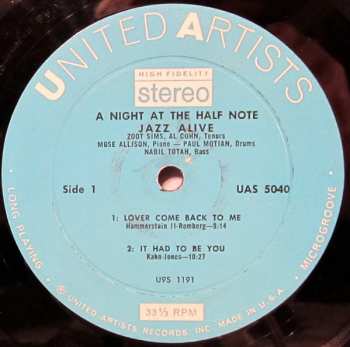 UNITED ARTISTS
HIGH FIDELITY
stereo
A NIGHT AT THE HALF NOTE
JAZZ ALIVE
ZOOT SIMS, AL COHN, Tenors
MOSE ALLISON, Piano — PAUL MOTIAN, Drums
NABIL TOTAH, Bass
Side 1
UAS 5040
1: LOVER COME BACK TO ME
Hammerstein II-Romberg—9:14
2: IT HAD TO BE YOU
Kahn-Jones—10:27
U9S 1191
33⅓ RPM
• LONG PLAYING • UNITED ARTISTS RECORDS, INC. MADE IN U.S.A. • MICROGROOVE •